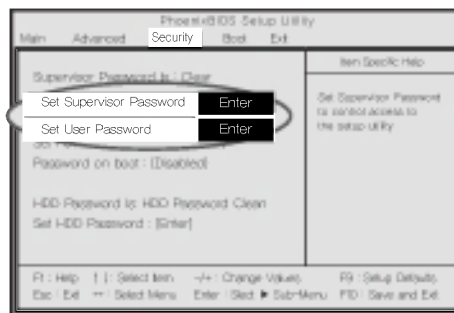 PhoenixBIOS Setup Utility
Main Advanced Security Boot Exit
Item Specific Help
Supervisor Password Is : Clear
Set Supervisor Password Enter
Set User Password Enter
Set Supervisor Password
to control access to
the setup utility
Password on boot : [Disabled]
HDD Password Is: HDD Password Clean
Set HDD Password : [Enter]
F1 : Help ↑ ↓ : Select Item -/+ : Change Values F9 : Setup Defaults
Esc : Exit ↔ : Select Menu Enter : Slect ▶ Sub-Menu F10 : Save and Exit